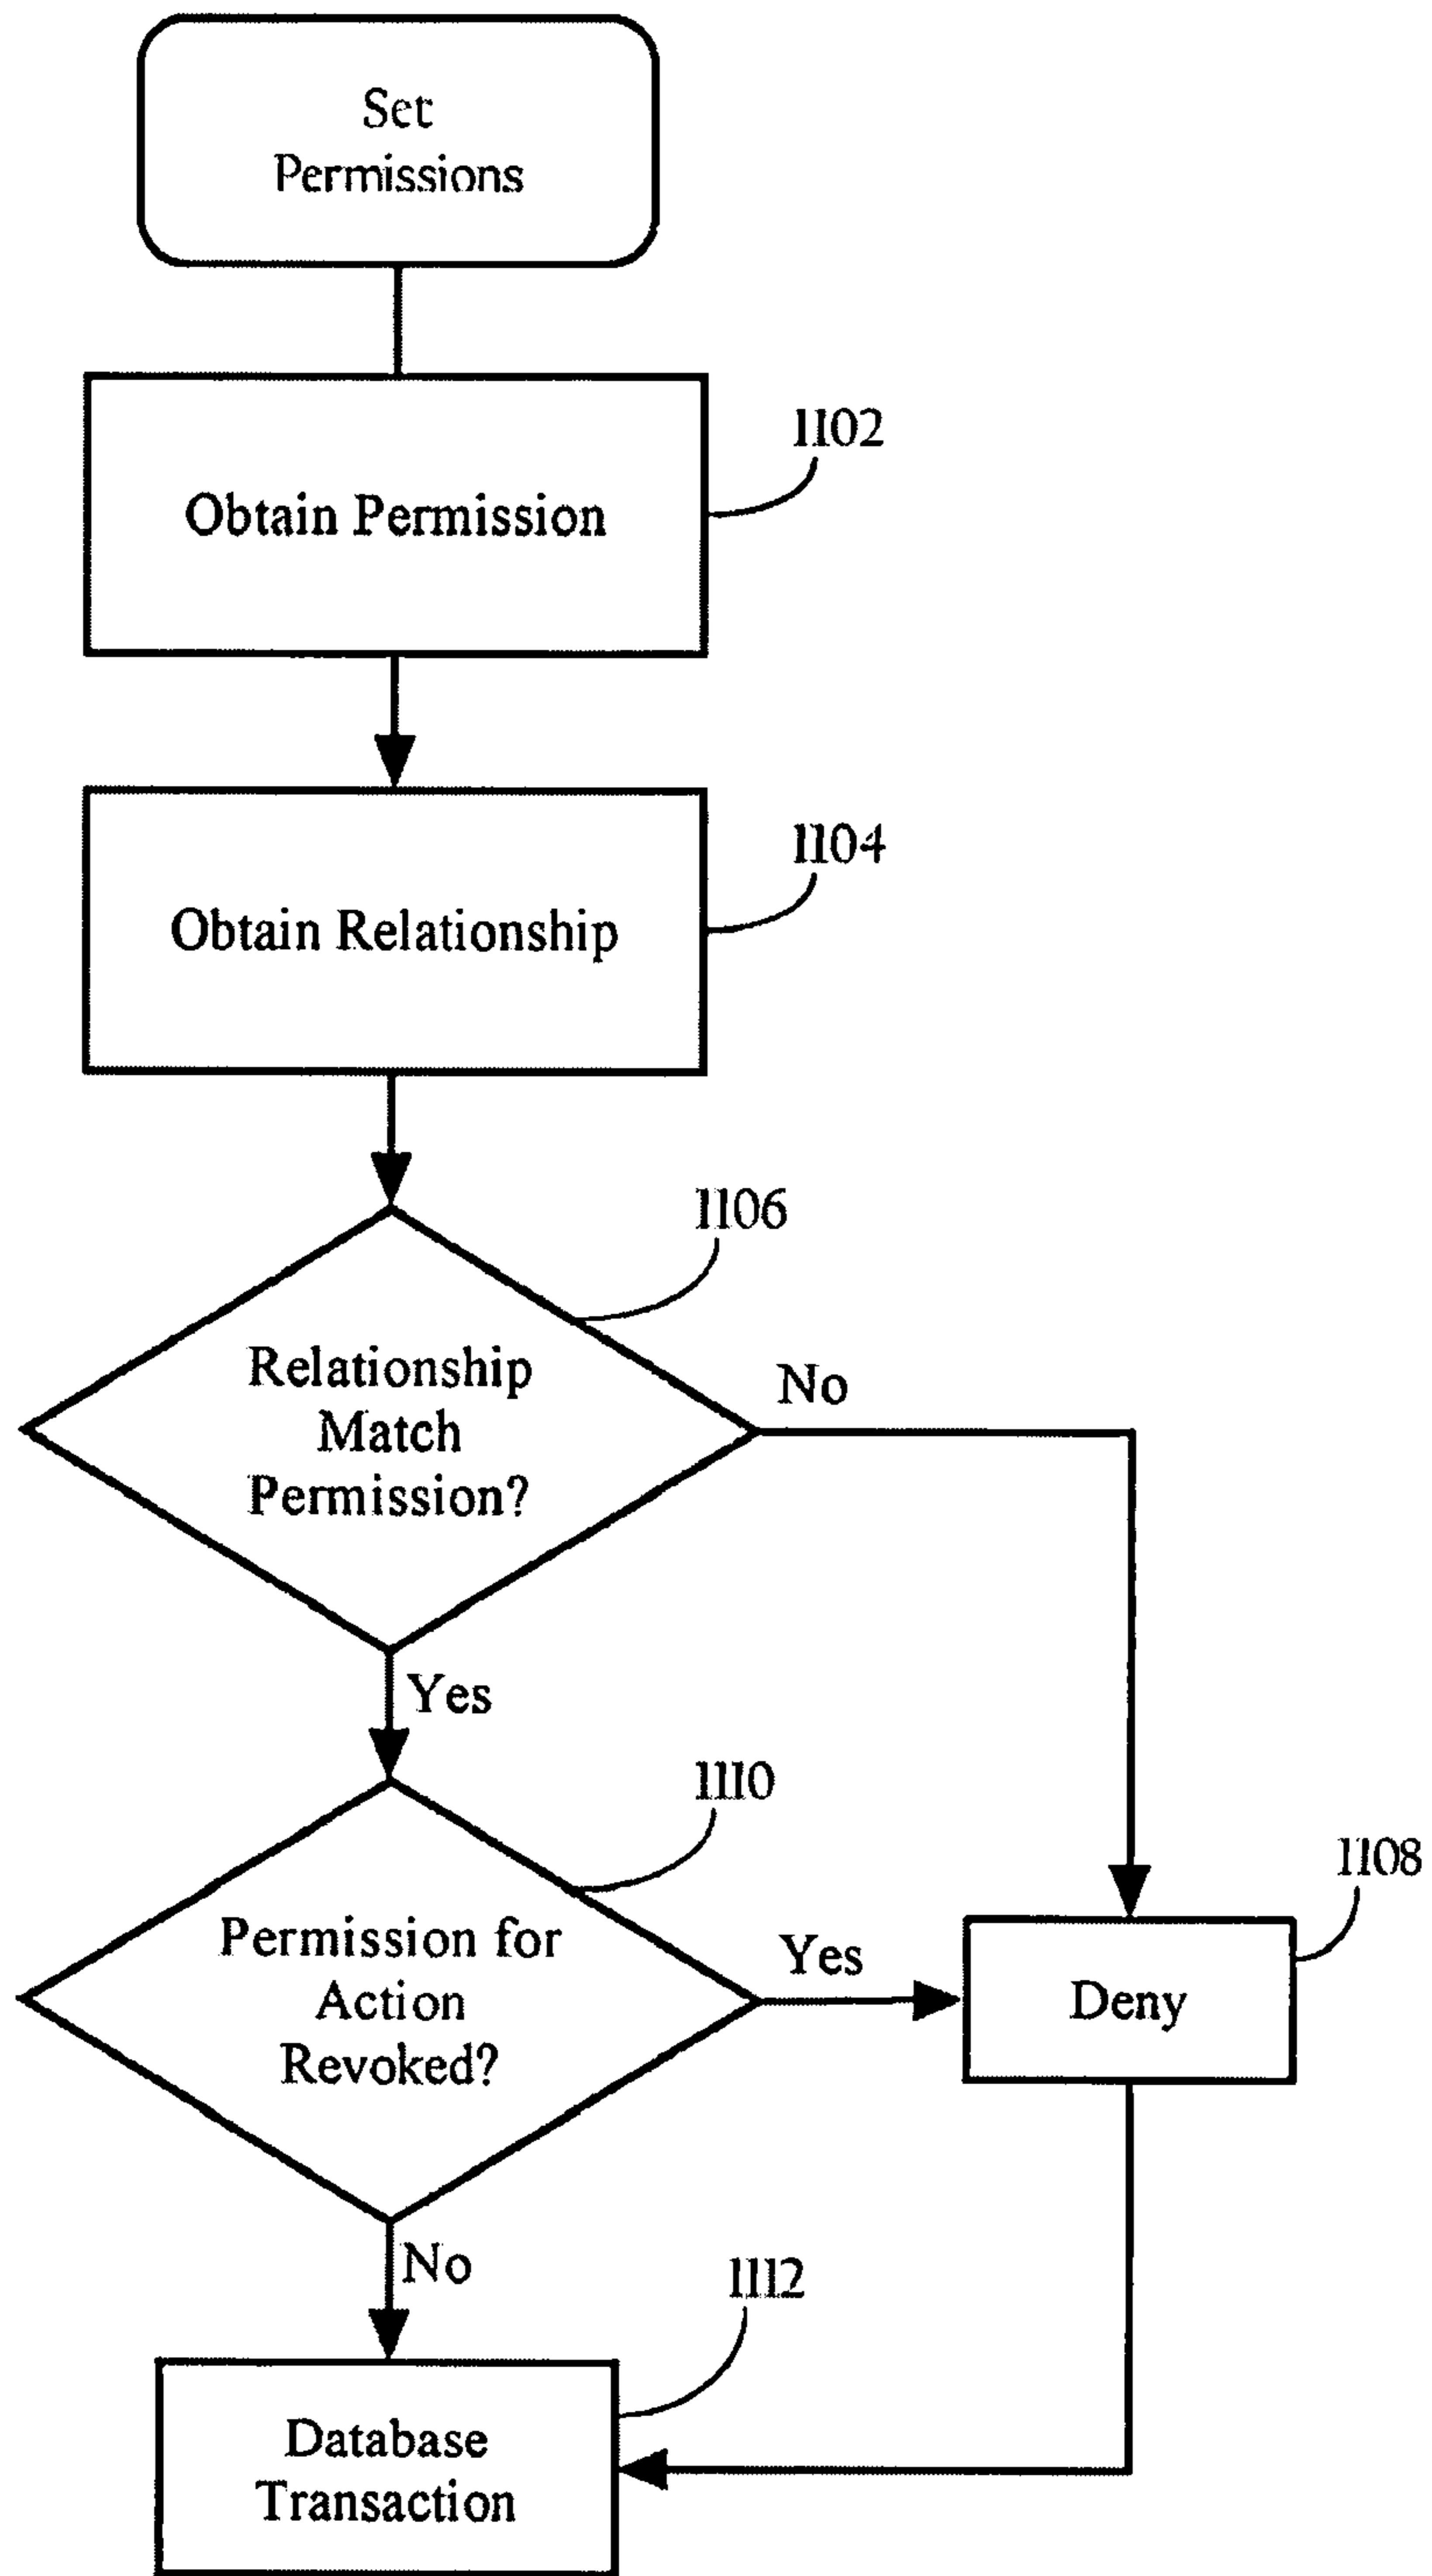 Set
Permissions
1102
Obtain Permission
1104
Obtain Relationship
1106
Relationship
Match
Permission?
No
Yes
1110
1108
Permission for
Action
Revoked?
Yes
Deny
No
1112
Database
Transaction